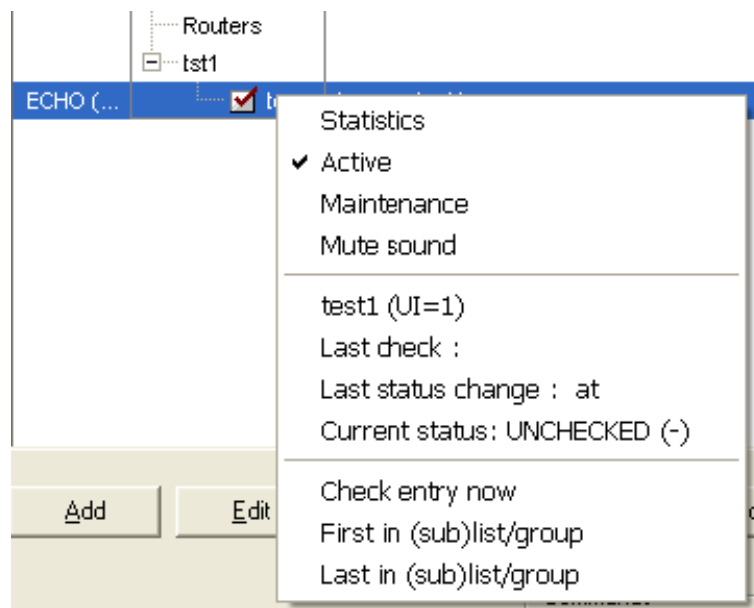 Routers
tst1
ECHO (...
Statistics
Active
Maintenance
Mute sound
test1 (UI=1)
Last check :
Last status change : at
Current status: UNCHECKED (-)
Check entry now
First in (sub)list/group
Last in (sub)list/group
Add
Edit